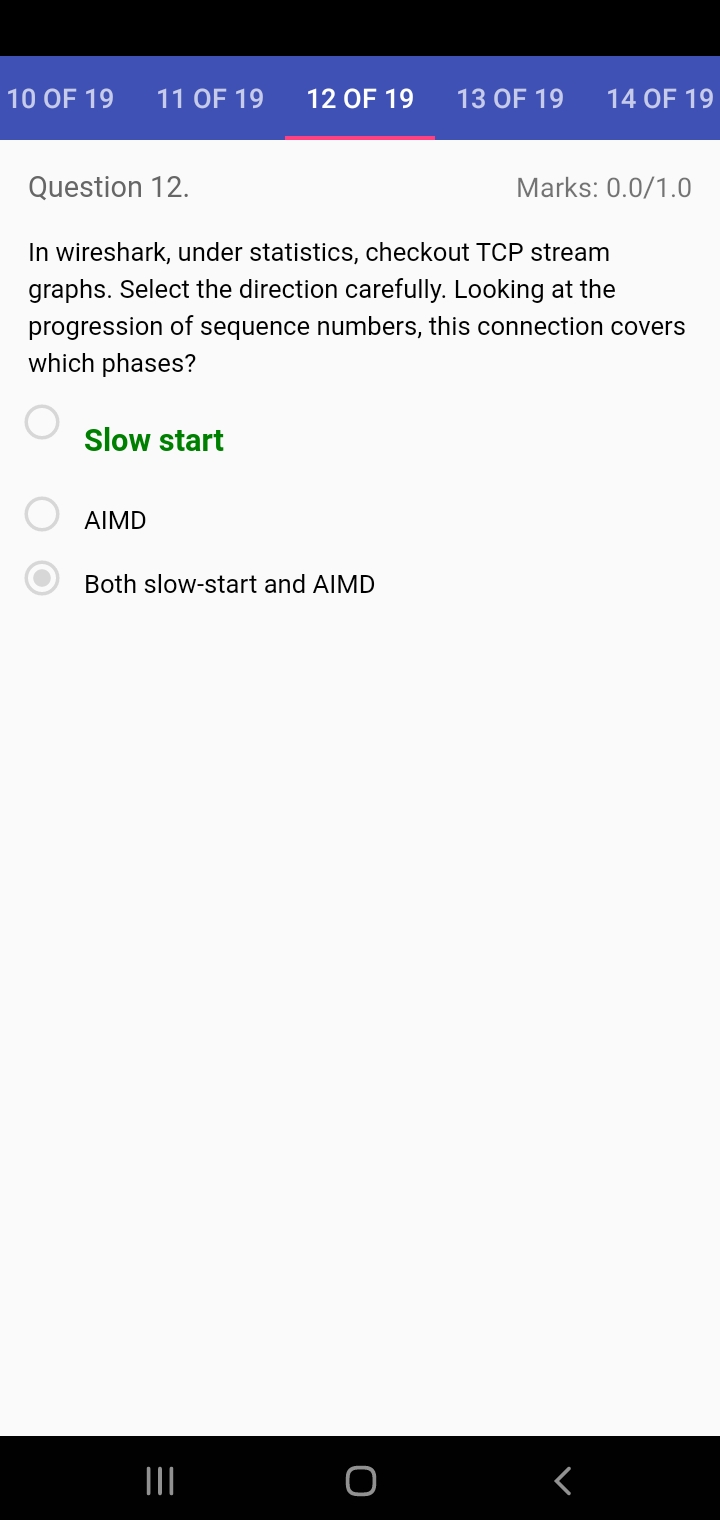 10 OF 19 11 OF 19 12 OF 19 13 OF 19 14 OF 19
Question 12. Marks: 0.0/1.0
In wireshark, under statistics, checkout TCP stream
graphs. Select the direction carefully. Looking at the
progression of sequence numbers, this connection covers
which phases?
Slow start
AIMD
Both slow-start and AIMD